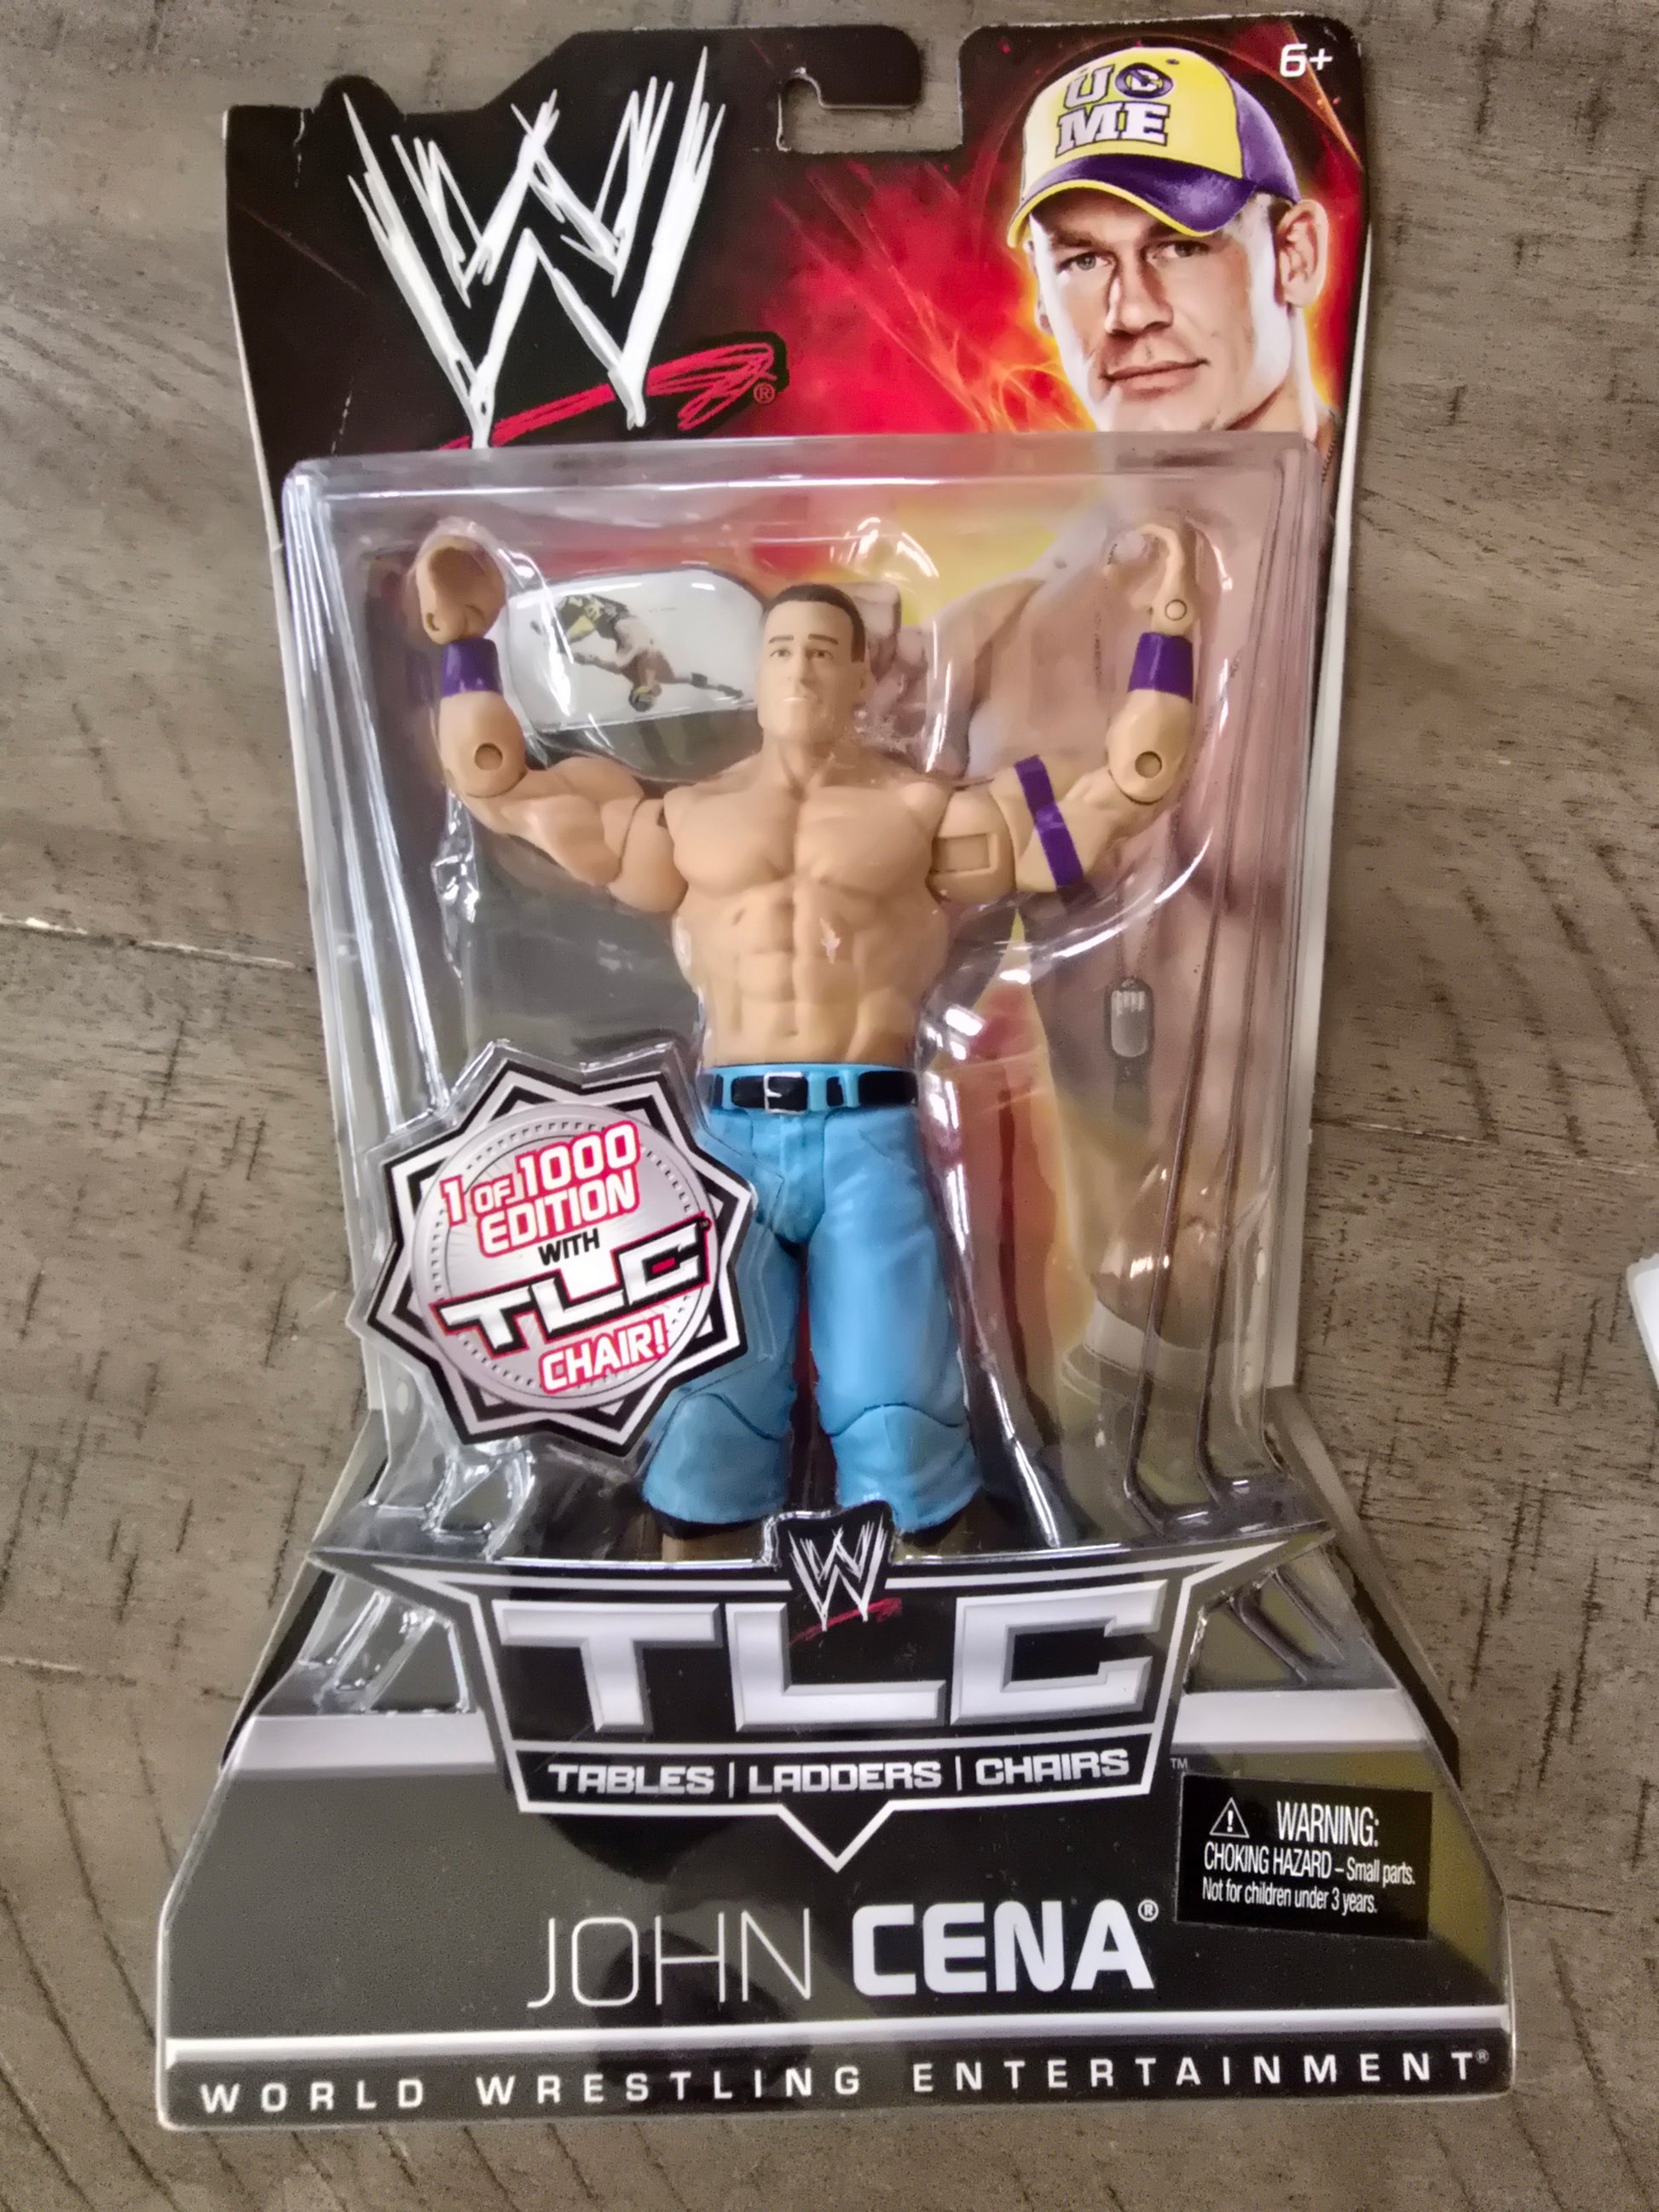 W
®
6+
U C
ME
1 OF 1000
EDITION
WITH
TLC
CHAIR!
W
TLC
TABLES | LADDERS | CHAIRS ™
⚠ WARNING:
CHOKING HAZARD – Small parts.
Not for children under 3 years.
JOHN CENA®
WORLD WRESTLING ENTERTAINMENT®